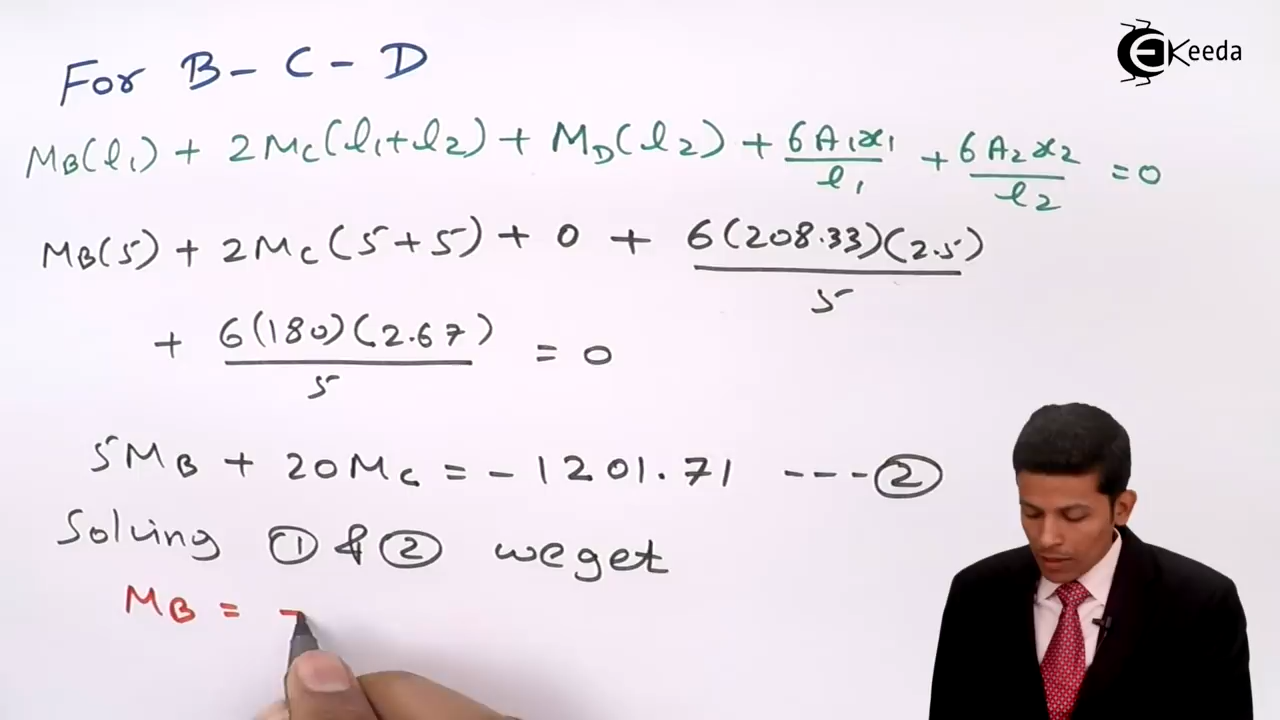 EKeeda
For B - C - D
MB(l1) + 2MC(l1+l2) + MD(l2) + 6A1x1/l1 + 6A2x2/l2 = 0
MB(5) + 2MC(5+5) + 0 + 6(208.33)(2.5)/5
+ 6(180)(2.67)/5 = 0
5MB + 20MC = - 1201.71 ---- ②
Solving ① & ② we get
MB = -